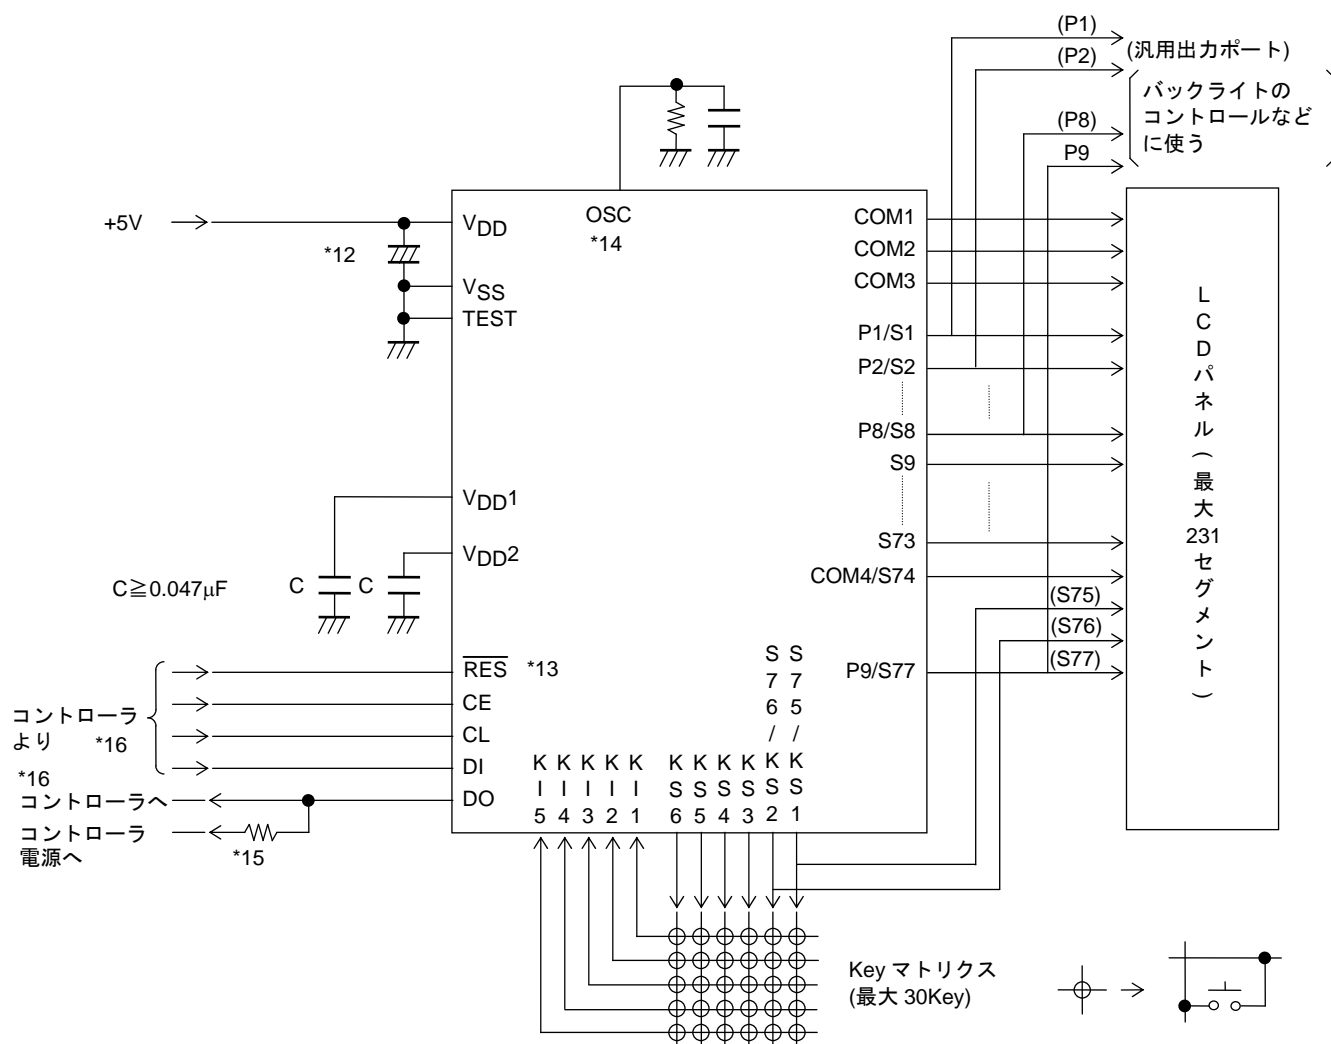 (P1)
(汎用出力ポート)
(P2)
バックライトの
コントロールなど
に使う
(P8)
P9
+5V
VDD
OSC
*14
COM1
*12
COM2
VSS
COM3
TEST
P1/S1
P2/S2
LCDパネル(最大231セグメント)
P8/S8
S9
VDD1
S73
VDD2
COM4/S74
C≧0.047μF
C
C
(S75)
(S76)
(S77)
RES
*13
P9/S77
CE
コントローラ
より
*16
CL
DI
*16
コントローラへ
DO
コントローラ
電源へ
*15
KI5
KI4
KI3
KI2
KI1
KS6
KS5
KS4
KS3
S76/KS2
S75/KS1
Key マトリクス
(最大 30Key)